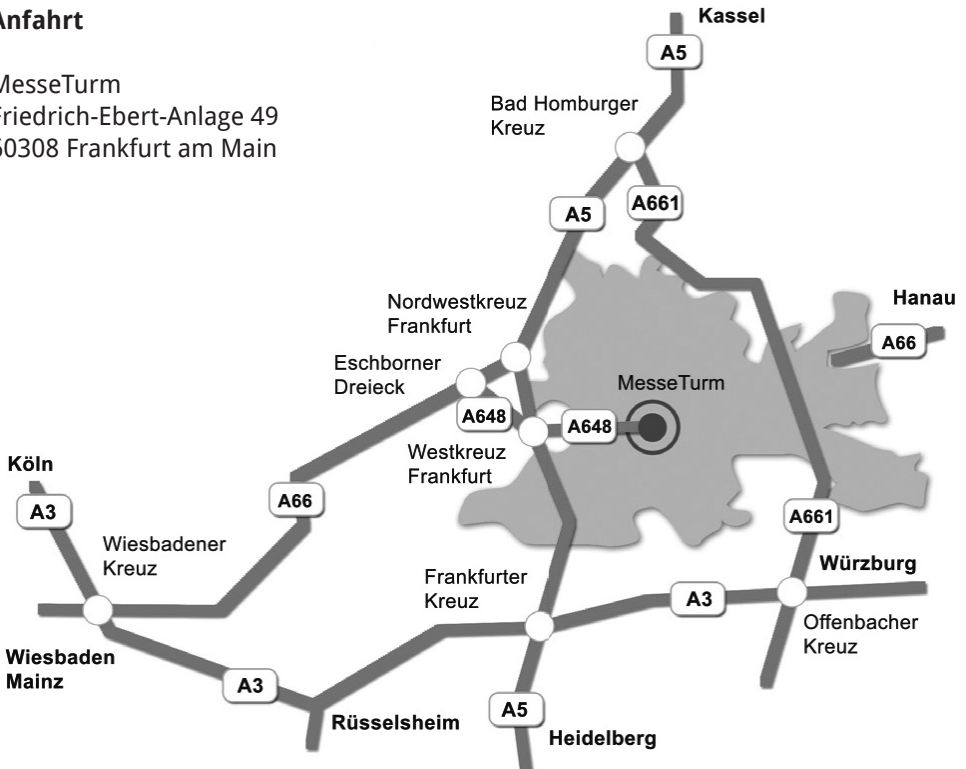 Anfahrt
MesseTurm
Friedrich-Ebert-Anlage 49
60308 Frankfurt am Main
Kassel
A5
Bad Homburger
Kreuz
A661
A5
Nordwestkreuz
Frankfurt
Hanau
A66
Eschborner
Dreieck
MesseTurm
A648
A648
Westkreuz
Frankfurt
Köln
A3
A66
A661
Wiesbadener
Kreuz
Frankfurter
Kreuz
Würzburg
A3
Offenbacher
Kreuz
Wiesbaden
Mainz
A3
Rüsselsheim
A5
Heidelberg